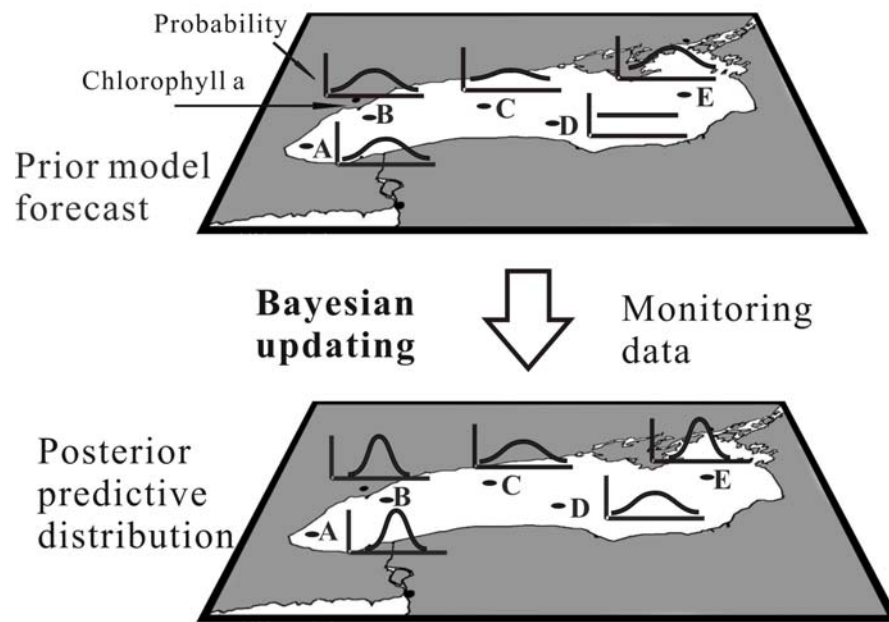 Probability
Chlorophyll a
B
C
E
D
A
Prior model
forecast
Bayesian
updating
Monitoring
data
Posterior
predictive
distribution
B
C
E
D
A